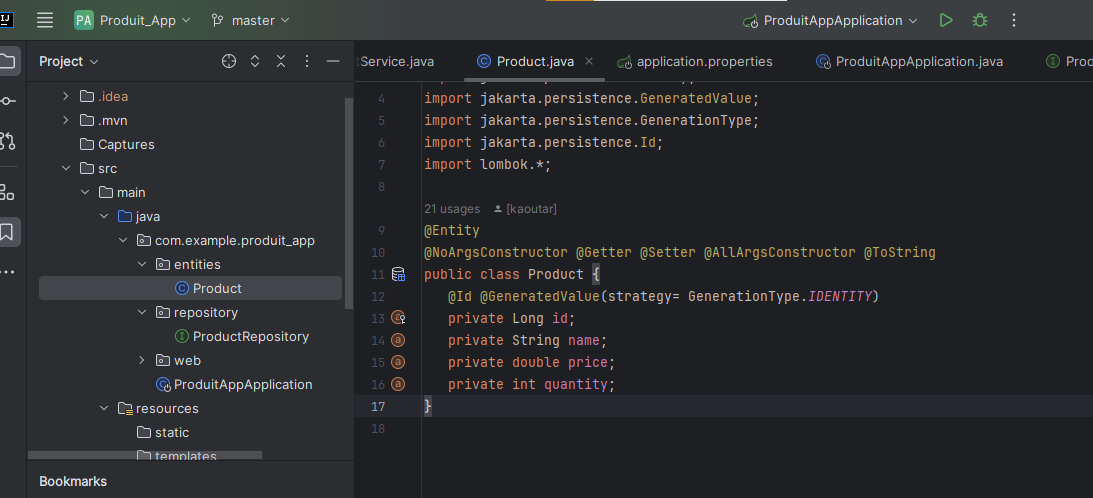 IJ
PA Produit_App
master
ProduitAppApplication
Project
.idea
.mvn
Captures
src
main
java
com.example.produit_app
entities
Product
repository
ProductRepository
web
ProduitAppApplication
resources
static
templates
Bookmarks
Service.java
Product.java
application.properties
ProduitAppApplication.java
Pro
4 import jakarta.persistence.GeneratedValue;
5 import jakarta.persistence.GenerationType;
6 import jakarta.persistence.Id;
7 import lombok.*;
8
21 usages [kaoutar]
9 @Entity
10 @NoArgsConstructor @Getter @Setter @AllArgsConstructor @ToString
11 public class Product {
12 @Id @GeneratedValue(strategy= GenerationType.IDENTITY)
13 private Long id;
14 private String name;
15 private double price;
16 private int quantity;
17 }
18